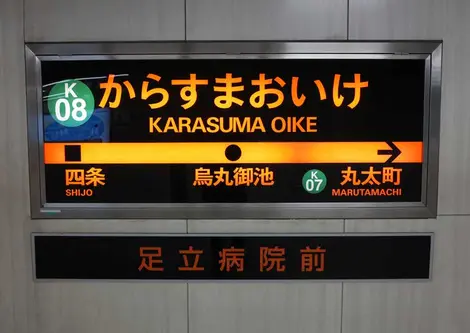 K
08
からすまおいけ
KARASUMA OIKE
四条 烏丸御池 K 07 丸太町
SHIJO MARUTAMACHI
足立病院前